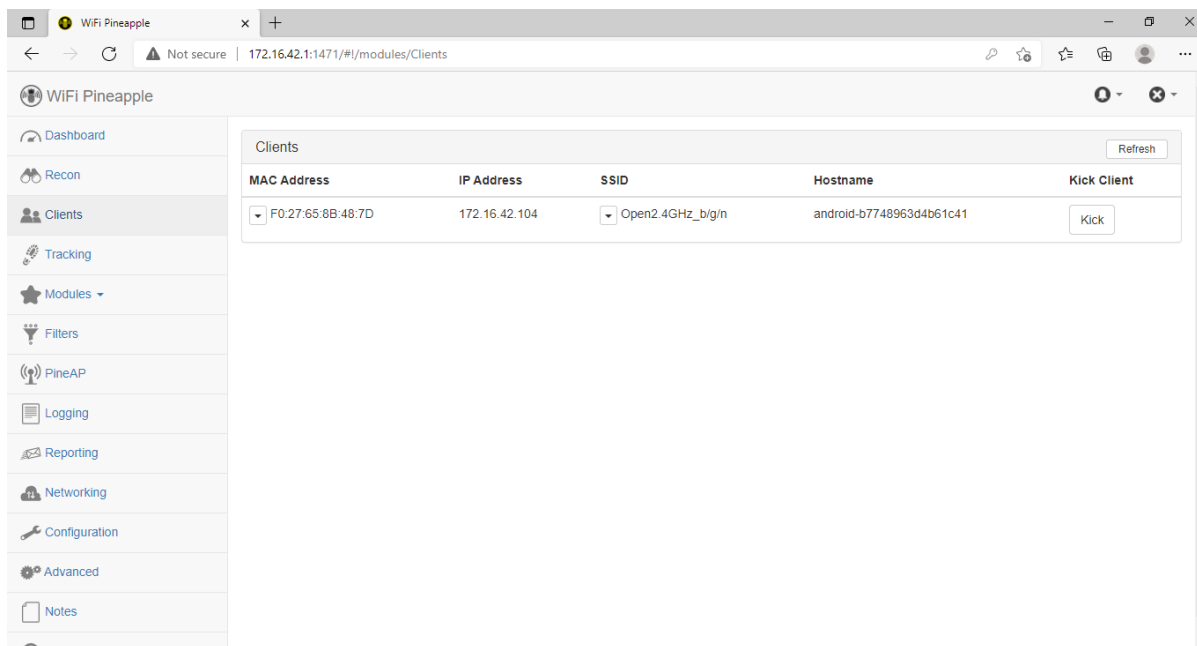 WiFi Pineapple
Not secure | 172.16.42.1:1471/#!/modules/Clients
WiFi Pineapple
Dashboard
Recon
Clients
Tracking
Modules
Filters
PineAP
Logging
Reporting
Networking
Configuration
Advanced
Notes
Clients Refresh
MAC Address IP Address SSID Hostname Kick Client
F0:27:65:8B:48:7D 172.16.42.104 Open2.4GHz_b/g/n android-b7748963d4b61c41 Kick